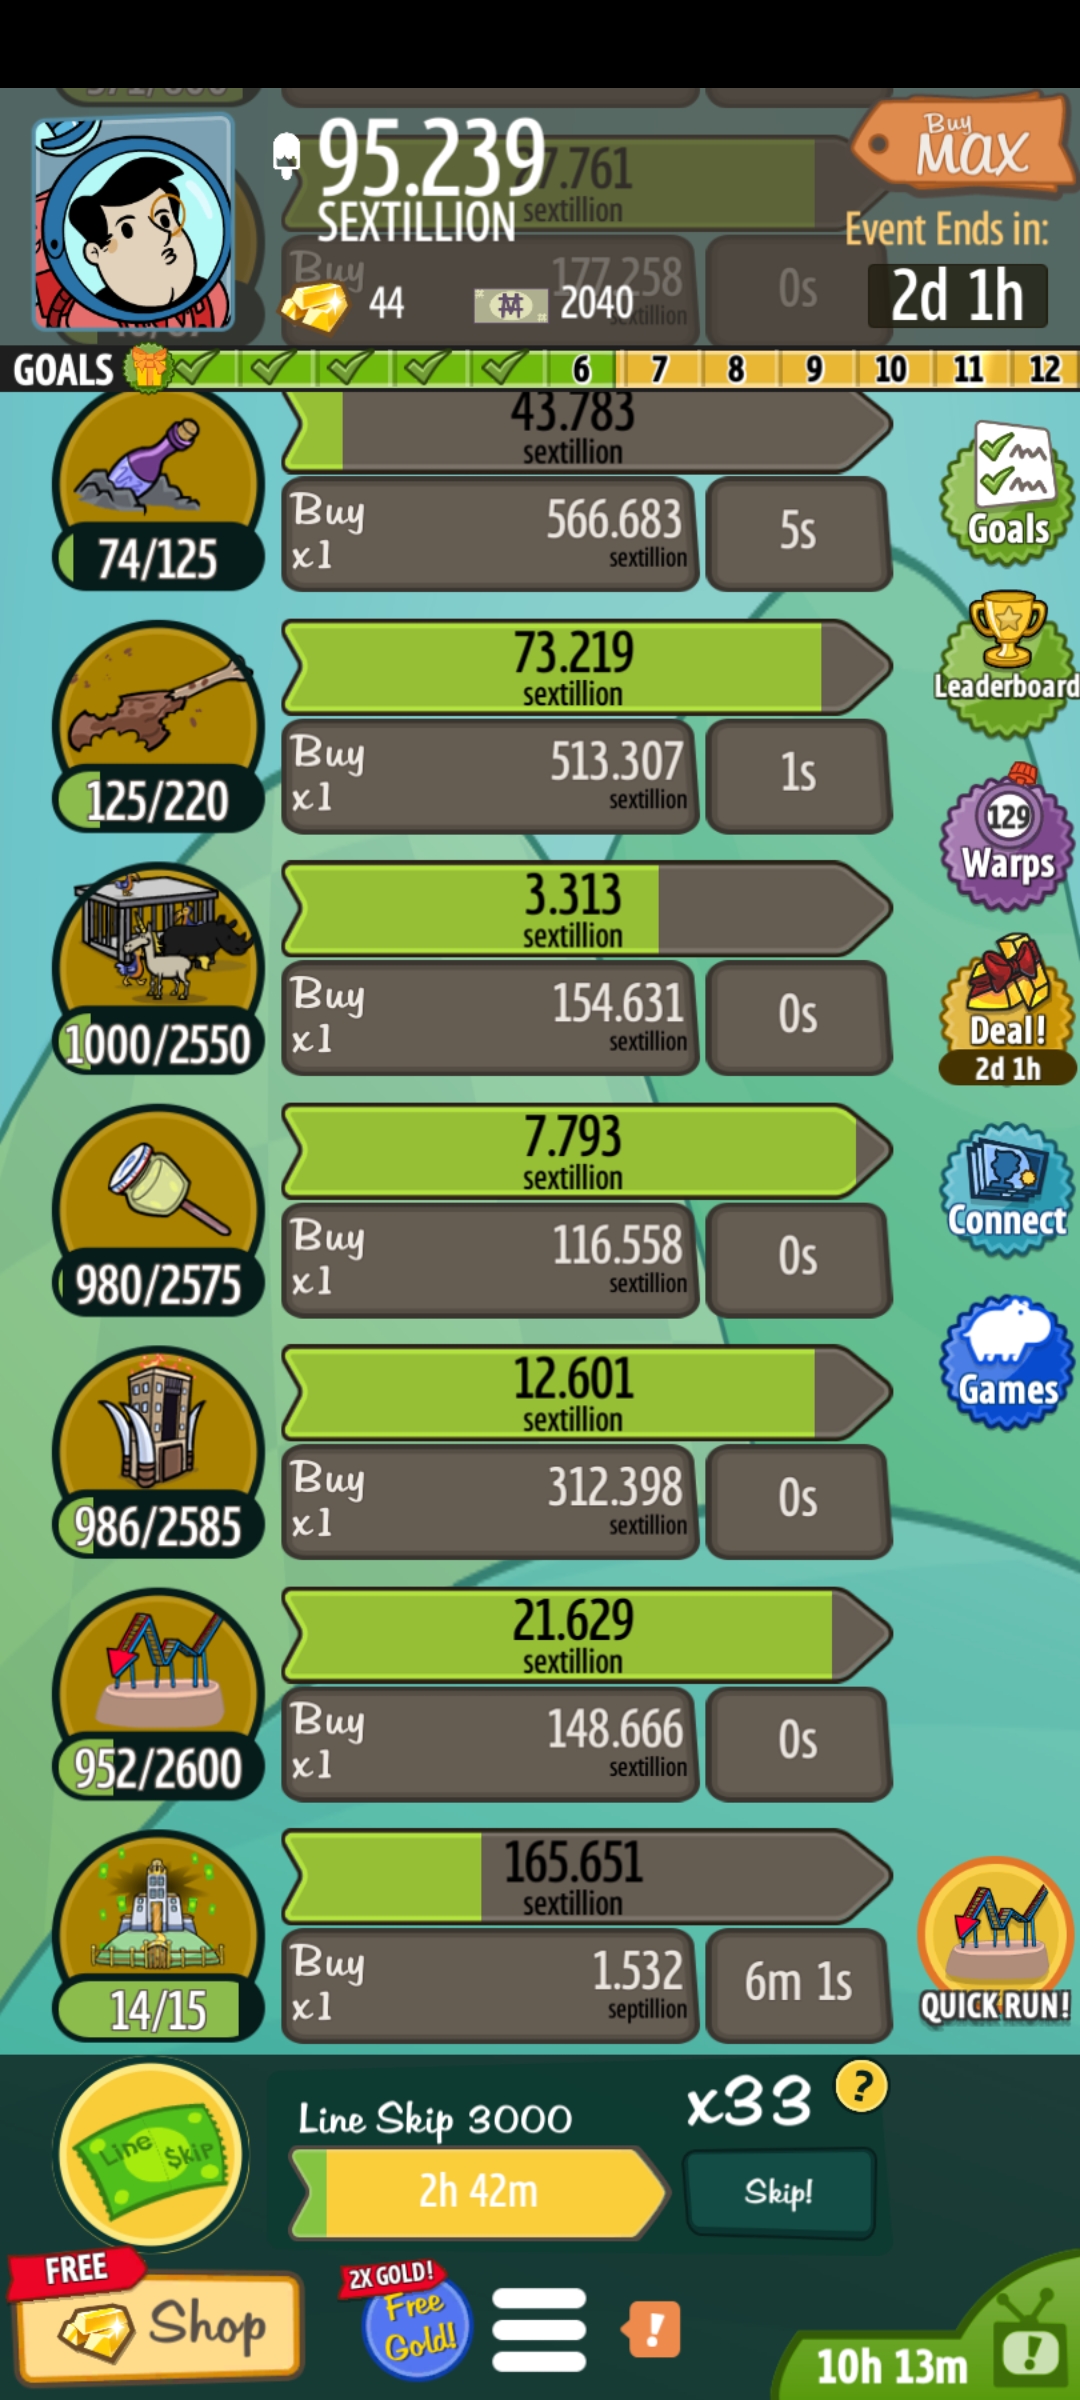 95.239
SEXTILLION
7.761
sextillion
Buy
MAX
Event Ends in:
2d 1h
Buy
177.258
sextillion
0s
44
2040
GOALS
6
7
8
9
10
11
12
43.783
sextillion
Buy
x1
566.683
sextillion
5s
74/125
Goals
73.219
sextillion
Buy
x1
513.307
sextillion
1s
125/220
Leaderboard
129
Warps
3.313
sextillion
Buy
x1
154.631
sextillion
0s
1000/2550
Deal!
2d 1h
7.793
sextillion
Buy
x1
116.558
sextillion
0s
980/2575
Connect
12.601
sextillion
Buy
x1
312.398
sextillion
0s
986/2585
Games
21.629
sextillion
Buy
x1
148.666
sextillion
0s
952/2600
165.651
sextillion
Buy
x1
1.532
septillion
6m 1s
14/15
QUICK RUN!
Line $kip
Line Skip 3000
2h 42m
x33
?
Skip!
FREE
Shop
2X GOLD!
Free
Gold!
!
10h 13m
!